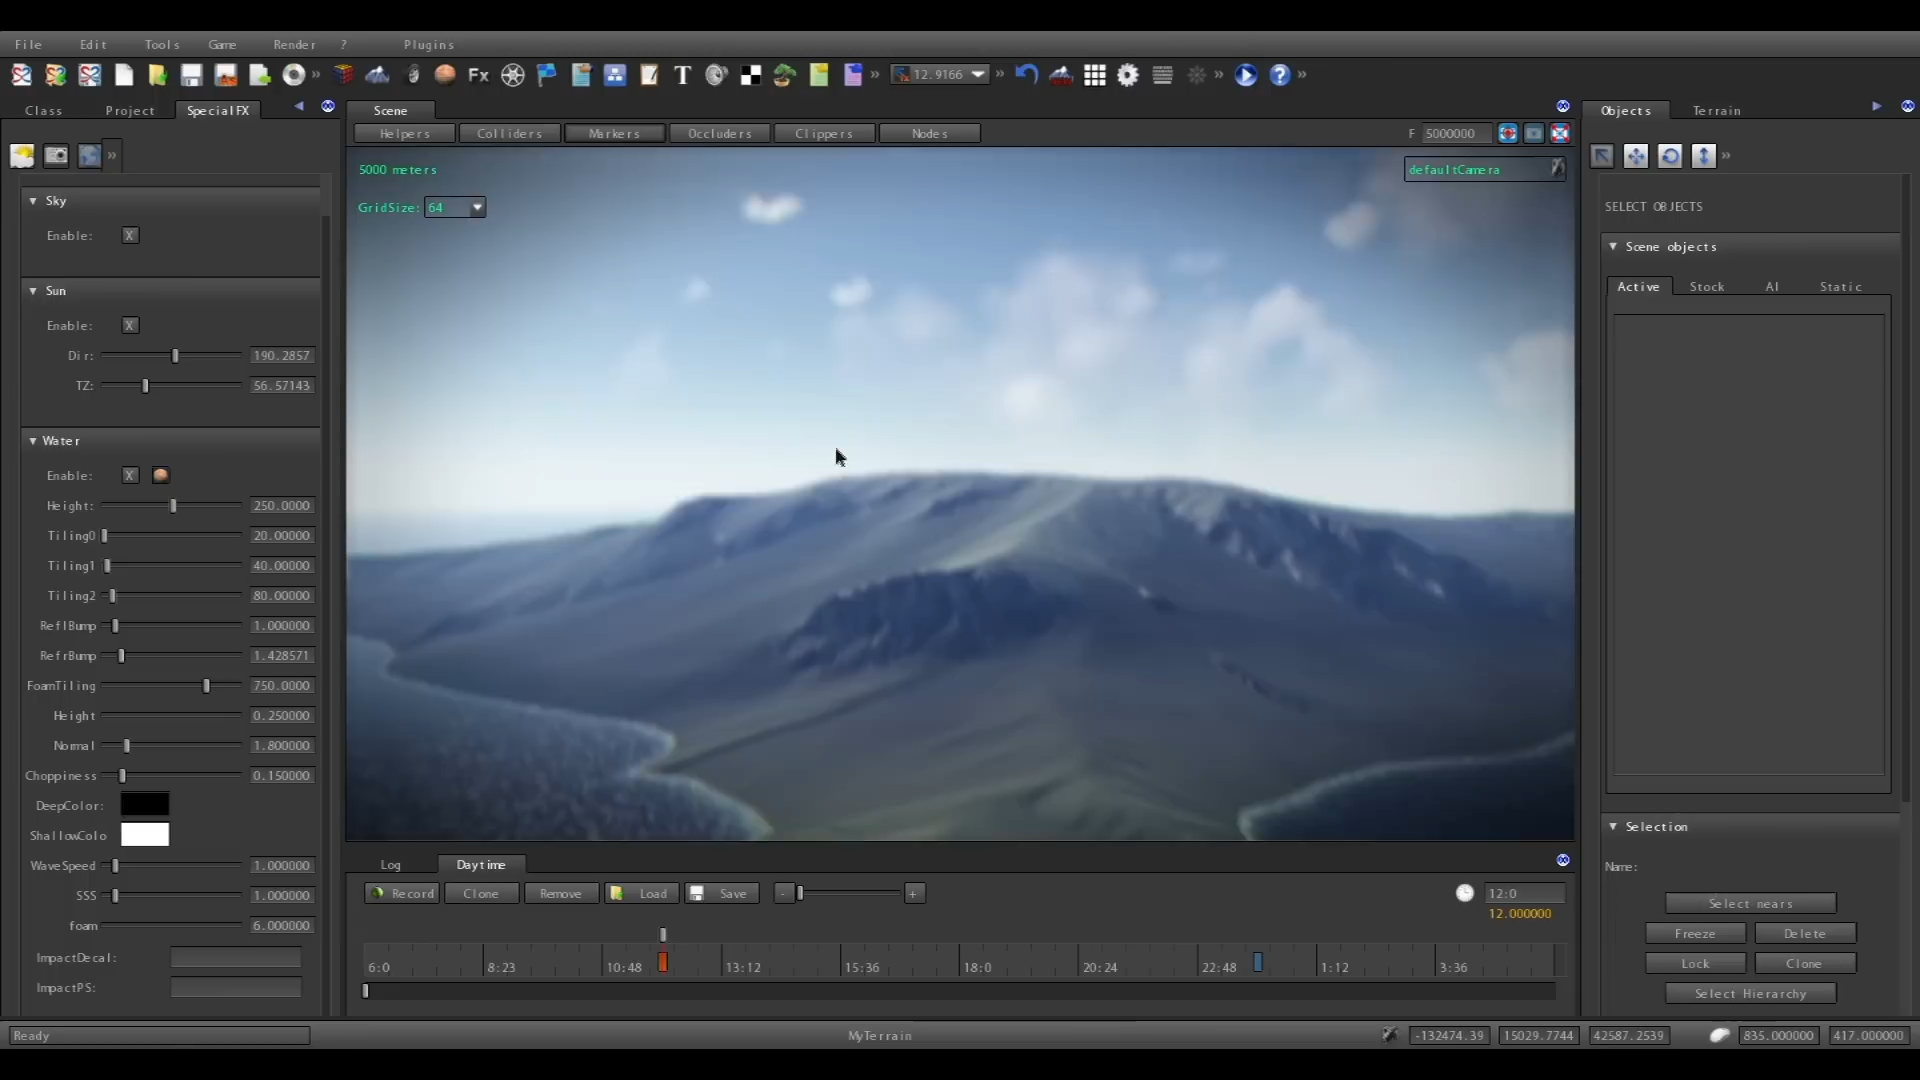 File Edit Tools Game Render ? Plugins
Fx T 12.9166
Class Project SpecialFX
Scene
Objects Terrain
Helpers Colliders Markers Occluders Clippers Nodes F 5000000
5000 meters
defaultCamera
GridSize: 64
Sky
Enable: X
Sun
Enable: X
Dir: 190.2857
TZ: 56.57143
Water
Enable: X
Height: 250.0000
Tiling0 20.00000
Tiling1 40.00000
Tiling2 80.00000
ReflBump 1.000000
RefrBump 1.428571
FoamTiling 750.0000
Height 0.250000
Normal 1.800000
Choppiness 0.150000
DeepColor:
ShallowColo
WaveSpeed 1.000000
SSS 1.000000
foam 6.000000
ImpactDecal:
ImpactPS:
SELECT OBJECTS
Scene objects
Active Stock AI Static
Selection
Name:
Select nears
Freeze Delete
Lock Clone
Select Hierarchy
Log Daytime
Record Clone Remove Load Save - + 12:0
12.000000
6:0 8:23 10:48 13:12 15:36 18:0 20:24 22:48 1:12 3:36
Ready MyTerrain -132474.39 15029.7744 42587.2539 835.000000 417.000000